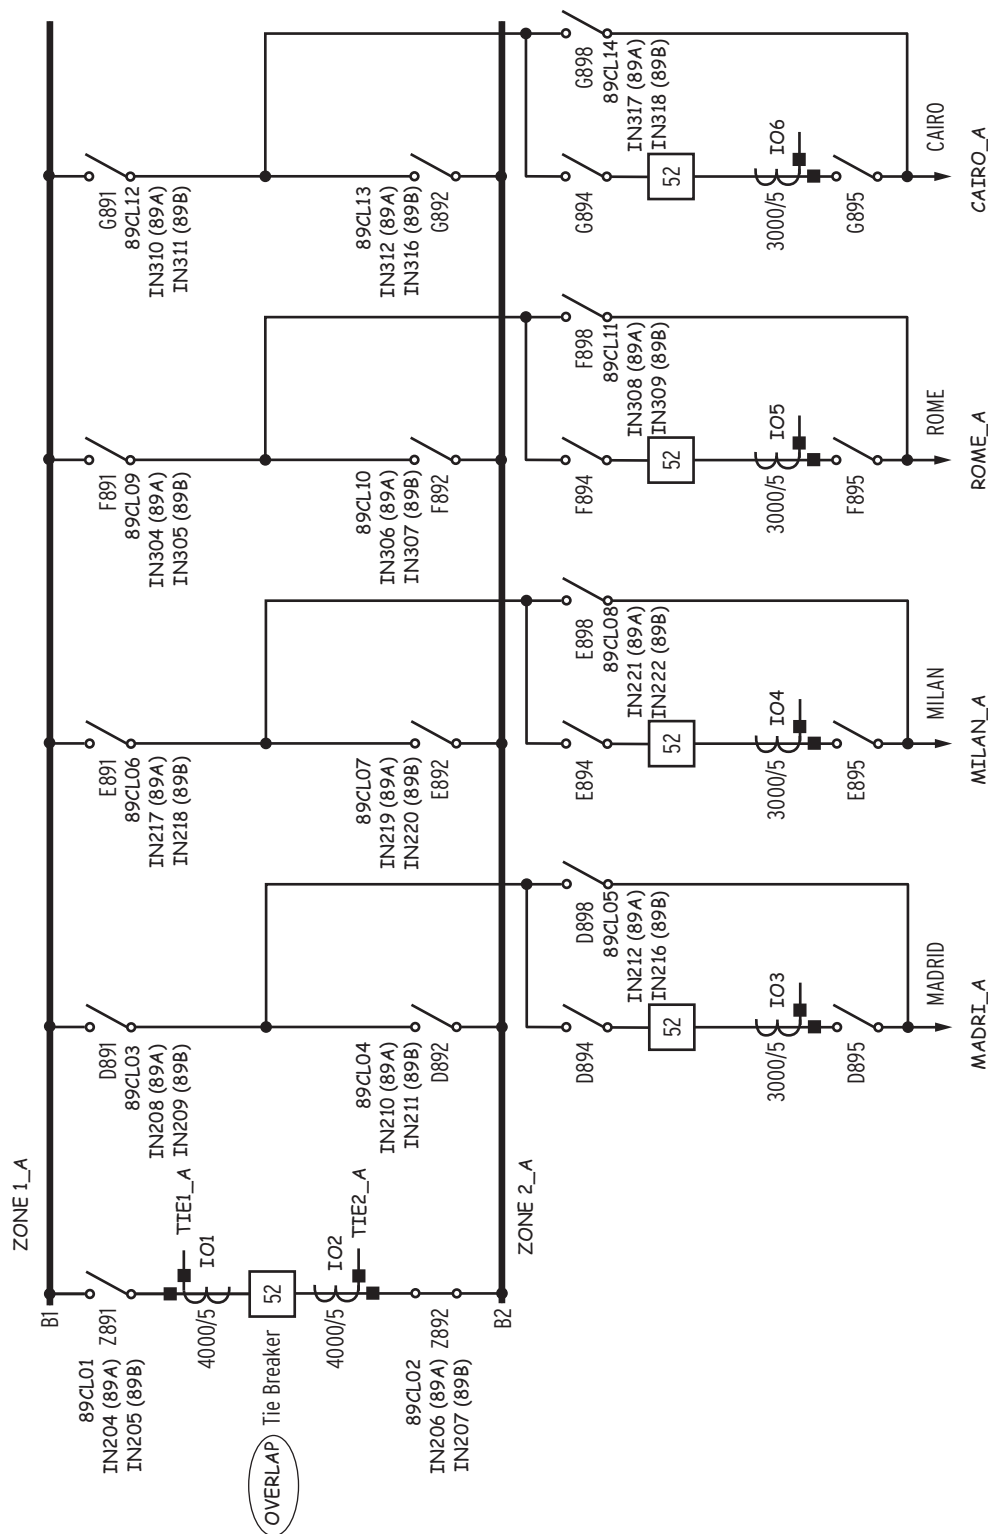 ZONE 1_A
B1
Z891
89CL01
IN204 (89A)
IN205 (89B)
TIE1_A
IO1
4000/5
52
Tie Breaker
OVERLAP
IO2
4000/5
TIE2_A
89CL02
Z892
IN206 (89A)
IN207 (89B)
B2
ZONE 2_A
D891
89CL03
IN208 (89A)
IN209 (89B)
89CL04
IN210 (89A)
IN211 (89B)
D892
D898
89CL05
IN212 (89A)
IN216 (89B)
D894
52
IO3
3000/5
D895
MADRID
MADRI_A
E891
89CL06
IN217 (89A)
IN218 (89B)
89CL07
IN219 (89A)
IN220 (89B)
E892
E898
89CL08
IN221 (89A)
IN222 (89B)
E894
52
IO4
3000/5
E895
MILAN
MILAN_A
F891
89CL09
IN304 (89A)
IN305 (89B)
89CL10
IN306 (89A)
IN307 (89B)
F892
F898
89CL11
IN308 (89A)
IN309 (89B)
F894
52
IO5
3000/5
F895
ROME
ROME_A
G891
89CL12
IN310 (89A)
IN311 (89B)
89CL13
IN312 (89A)
IN316 (89B)
G892
G898
89CL14
IN317 (89A)
IN318 (89B)
G894
52
IO6
3000/5
G895
CAIRO
CAIRO_A